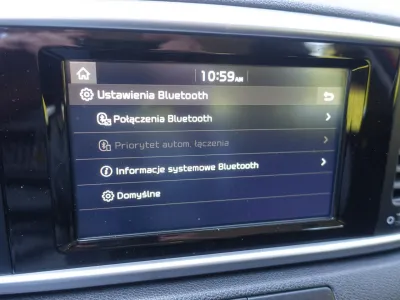 10:59AM
Ustawienia Bluetooth
Połączenia Bluetooth
Priorytet autom. łączenia
Informacje systemowe Bluetooth
Domyślne